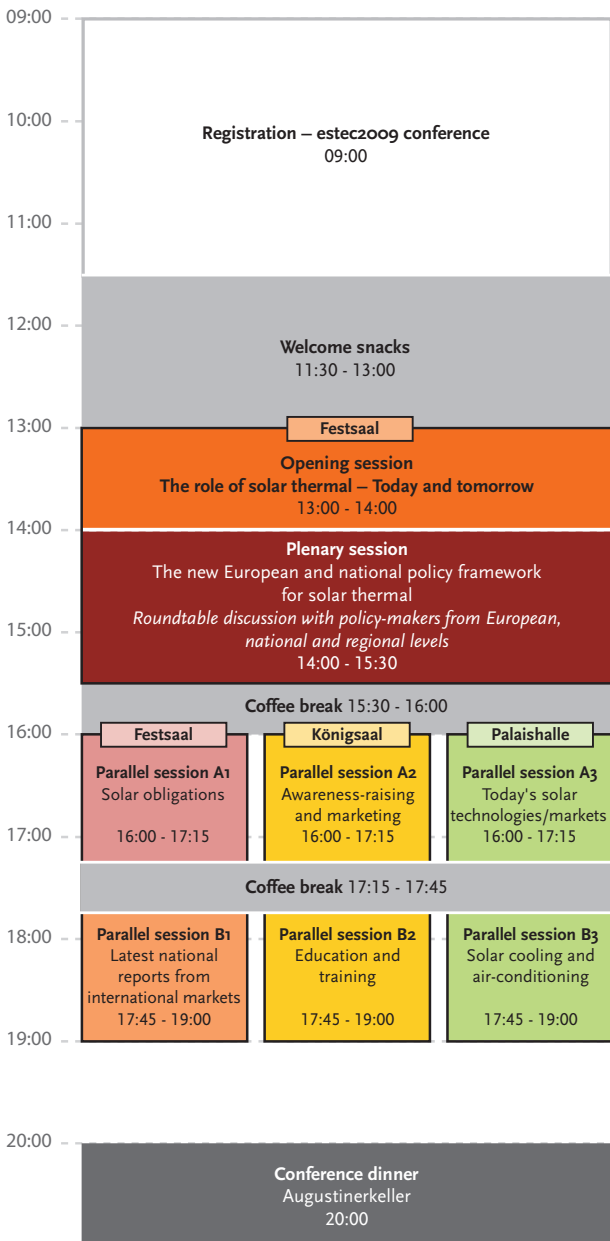 09:00
Registration – estec2009 conference
09:00
10:00
11:00
12:00
Welcome snacks
11:30 - 13:00
13:00
Festsaal
Opening session
The role of solar thermal – Today and tomorrow
13:00 - 14:00
14:00
Plenary session
The new European and national policy framework
for solar thermal
Roundtable discussion with policy-makers from European,
national and regional levels
14:00 - 15:30
15:00
Coffee break 15:30 - 16:00
16:00
Festsaal
Parallel session A1
Solar obligations
16:00 - 17:15
Königsaal
Parallel session A2
Awareness-raising
and marketing
16:00 - 17:15
Palaishalle
Parallel session A3
Today's solar
technologies/markets
16:00 - 17:15
17:00
Coffee break 17:15 - 17:45
18:00
Parallel session B1
Latest national
reports from
international markets
17:45 - 19:00
Parallel session B2
Education and
training
17:45 - 19:00
Parallel session B3
Solar cooling and
air-conditioning
17:45 - 19:00
19:00
20:00
Conference dinner
Augustinerkeller
20:00